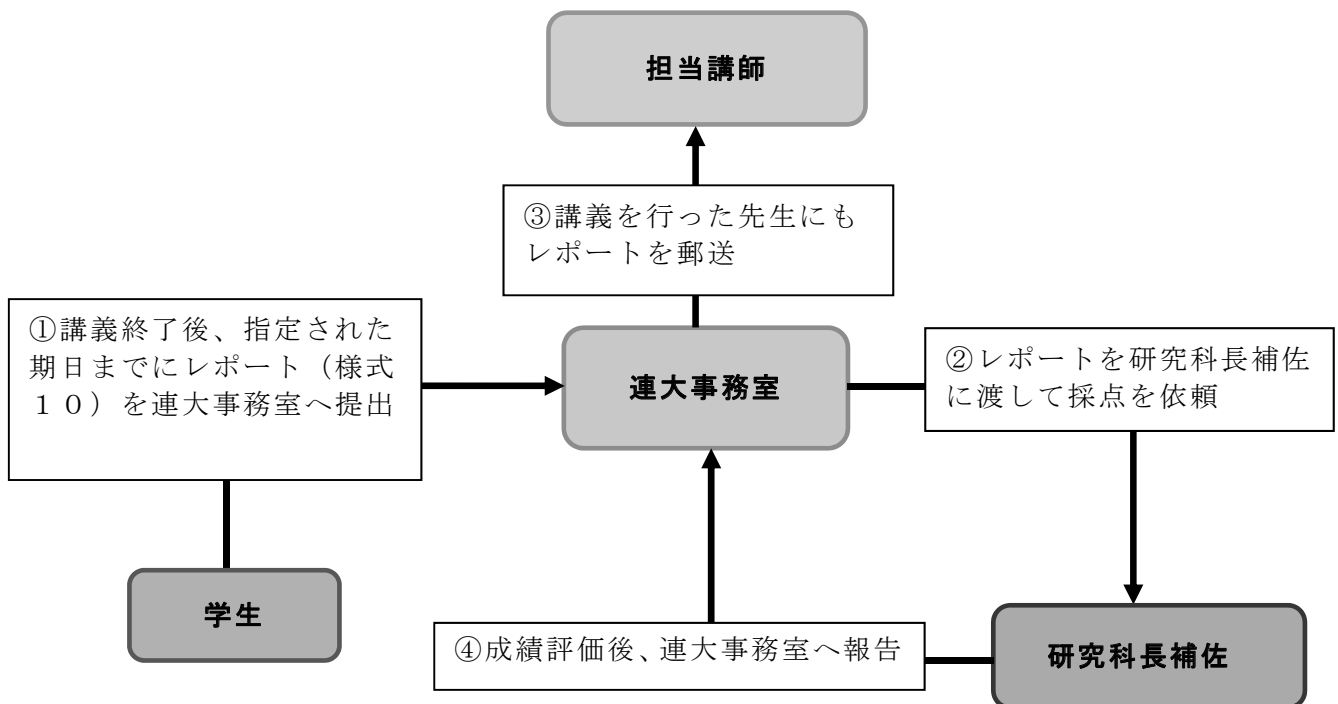 担当講師
③講義を行った先生にも
レポートを郵送
①講義終了後、指定された
期日までにレポート（様式
１０）を連大事務室へ提出
連大事務室
②レポートを研究科長補佐
に渡して採点を依頼
学生
④成績評価後、連大事務室へ報告
研究科長補佐